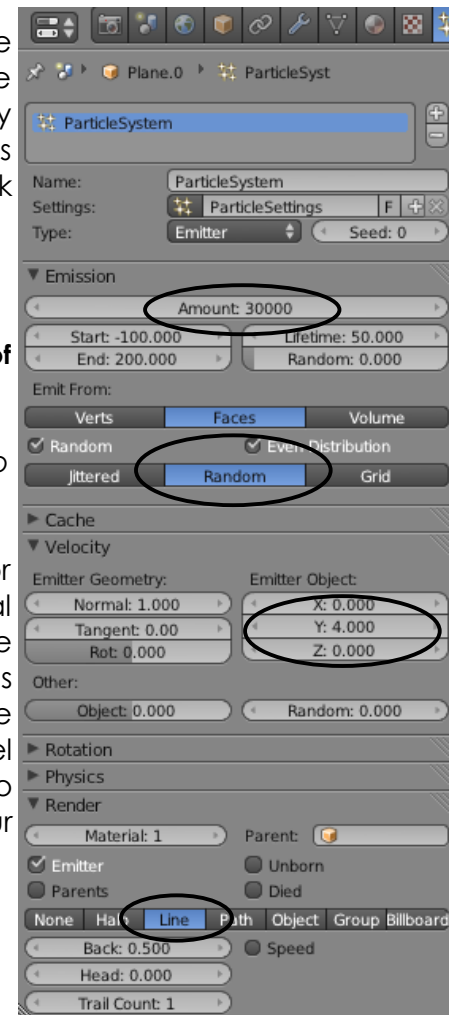 Plane.0 ParticleSyst
ParticleSystem
Name: ParticleSystem
Settings: ParticleSettings F
Type: Emitter Seed: 0
Emission
Amount: 30000
Start: -100.000 Lifetime: 50.000
End: 200.000 Random: 0.000
Emit From:
Verts Faces Volume
Random Even Distribution
Jittered Random Grid
Cache
Velocity
Emitter Geometry: Emitter Object:
Normal: 1.000 X: 0.000
Tangent: 0.00 Y: 4.000
Rot: 0.000 Z: 0.000
Other:
Object: 0.000 Random: 0.000
Rotation
Physics
Render
Material: 1 Parent:
Emitter Unborn
Parents Died
None Halo Line Path Object Group Billboard
Back: 0.500 Speed
Head: 0.000
Trail Count: 1